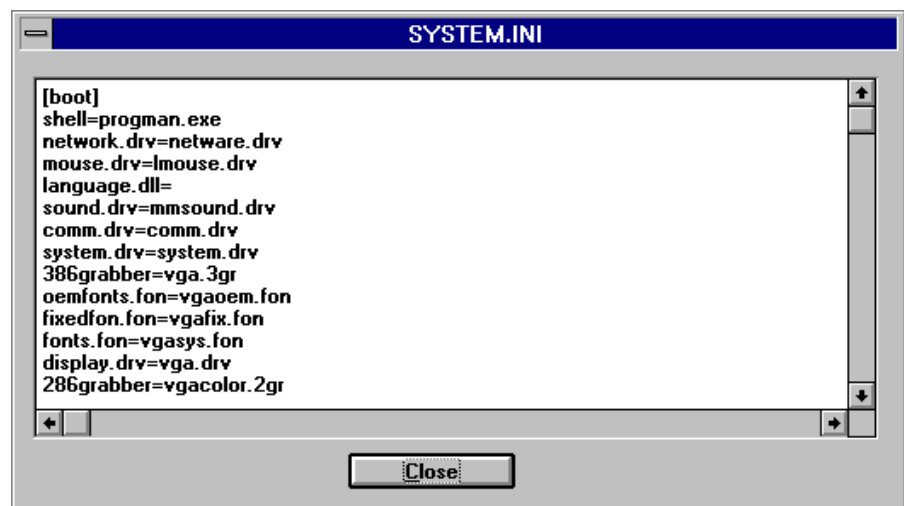 SYSTEM.INI
[boot]
shell=progman.exe
network.drv=netware.drv
mouse.drv=lmouse.drv
language.dll=
sound.drv=mmsound.drv
comm.drv=comm.drv
system.drv=system.drv
386grabber=vga.3gr
oemfonts.fon=vgaoem.fon
fixedfon.fon=vgafix.fon
fonts.fon=vgasys.fon
display.drv=vga.drv
286grabber=vgacolor.2gr
Close